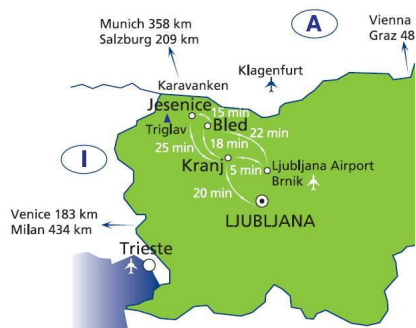 Munich 358 km
Salzburg 209 km
A
Vienna
Graz 48
Klagenfurt
Karavanken
Jesenice
15 min
Bled
Triglav
22 min
18 min
25 min
I
Kranj
5 min
Ljubljana Airport
Brnik
20 min
LJUBLJANA
Venice 183 km
Milan 434 km
Trieste